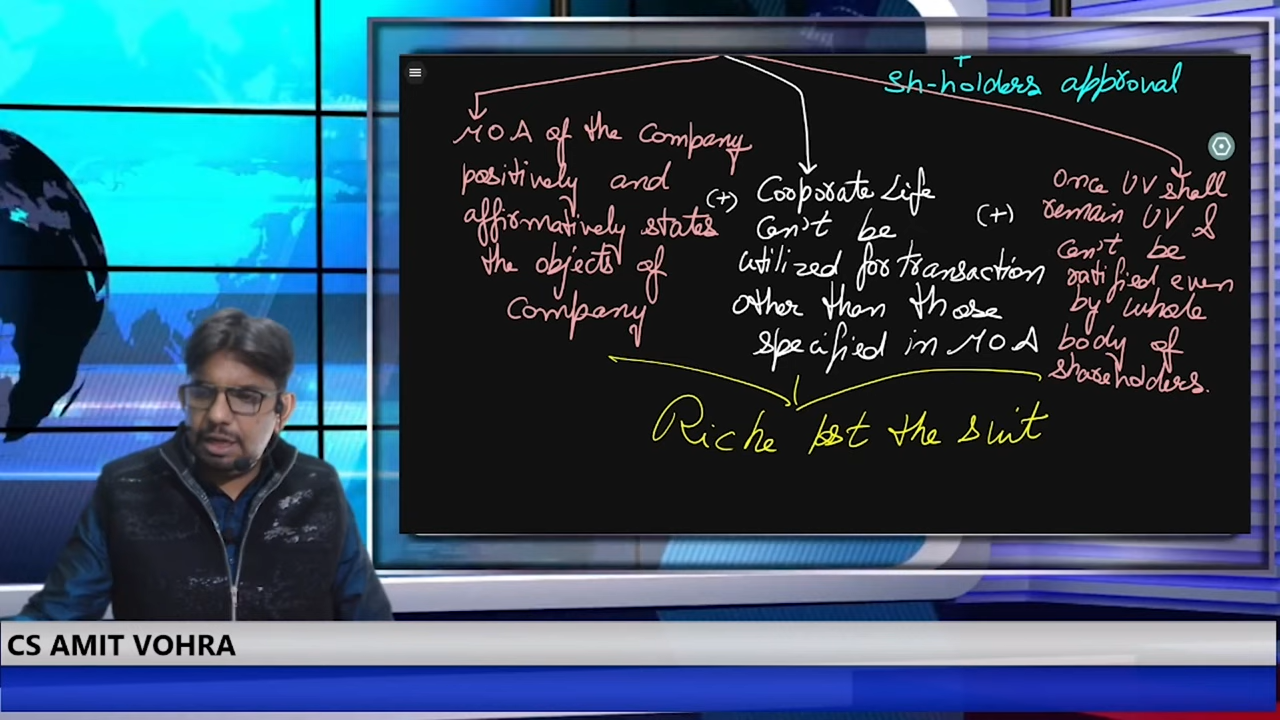 +
Sh-holders approval
MOA of the Company
positively and
affirmatively states
the objects of
Company
(+)
Cooporate Life
Can't be
utilized for transaction
other than those
specified in MOA
(+)
Once UV shall
remain UV &
Can't be
ratified even
by whole
body of
shareholders.
Riche lost the suit
CS AMIT VOHRA